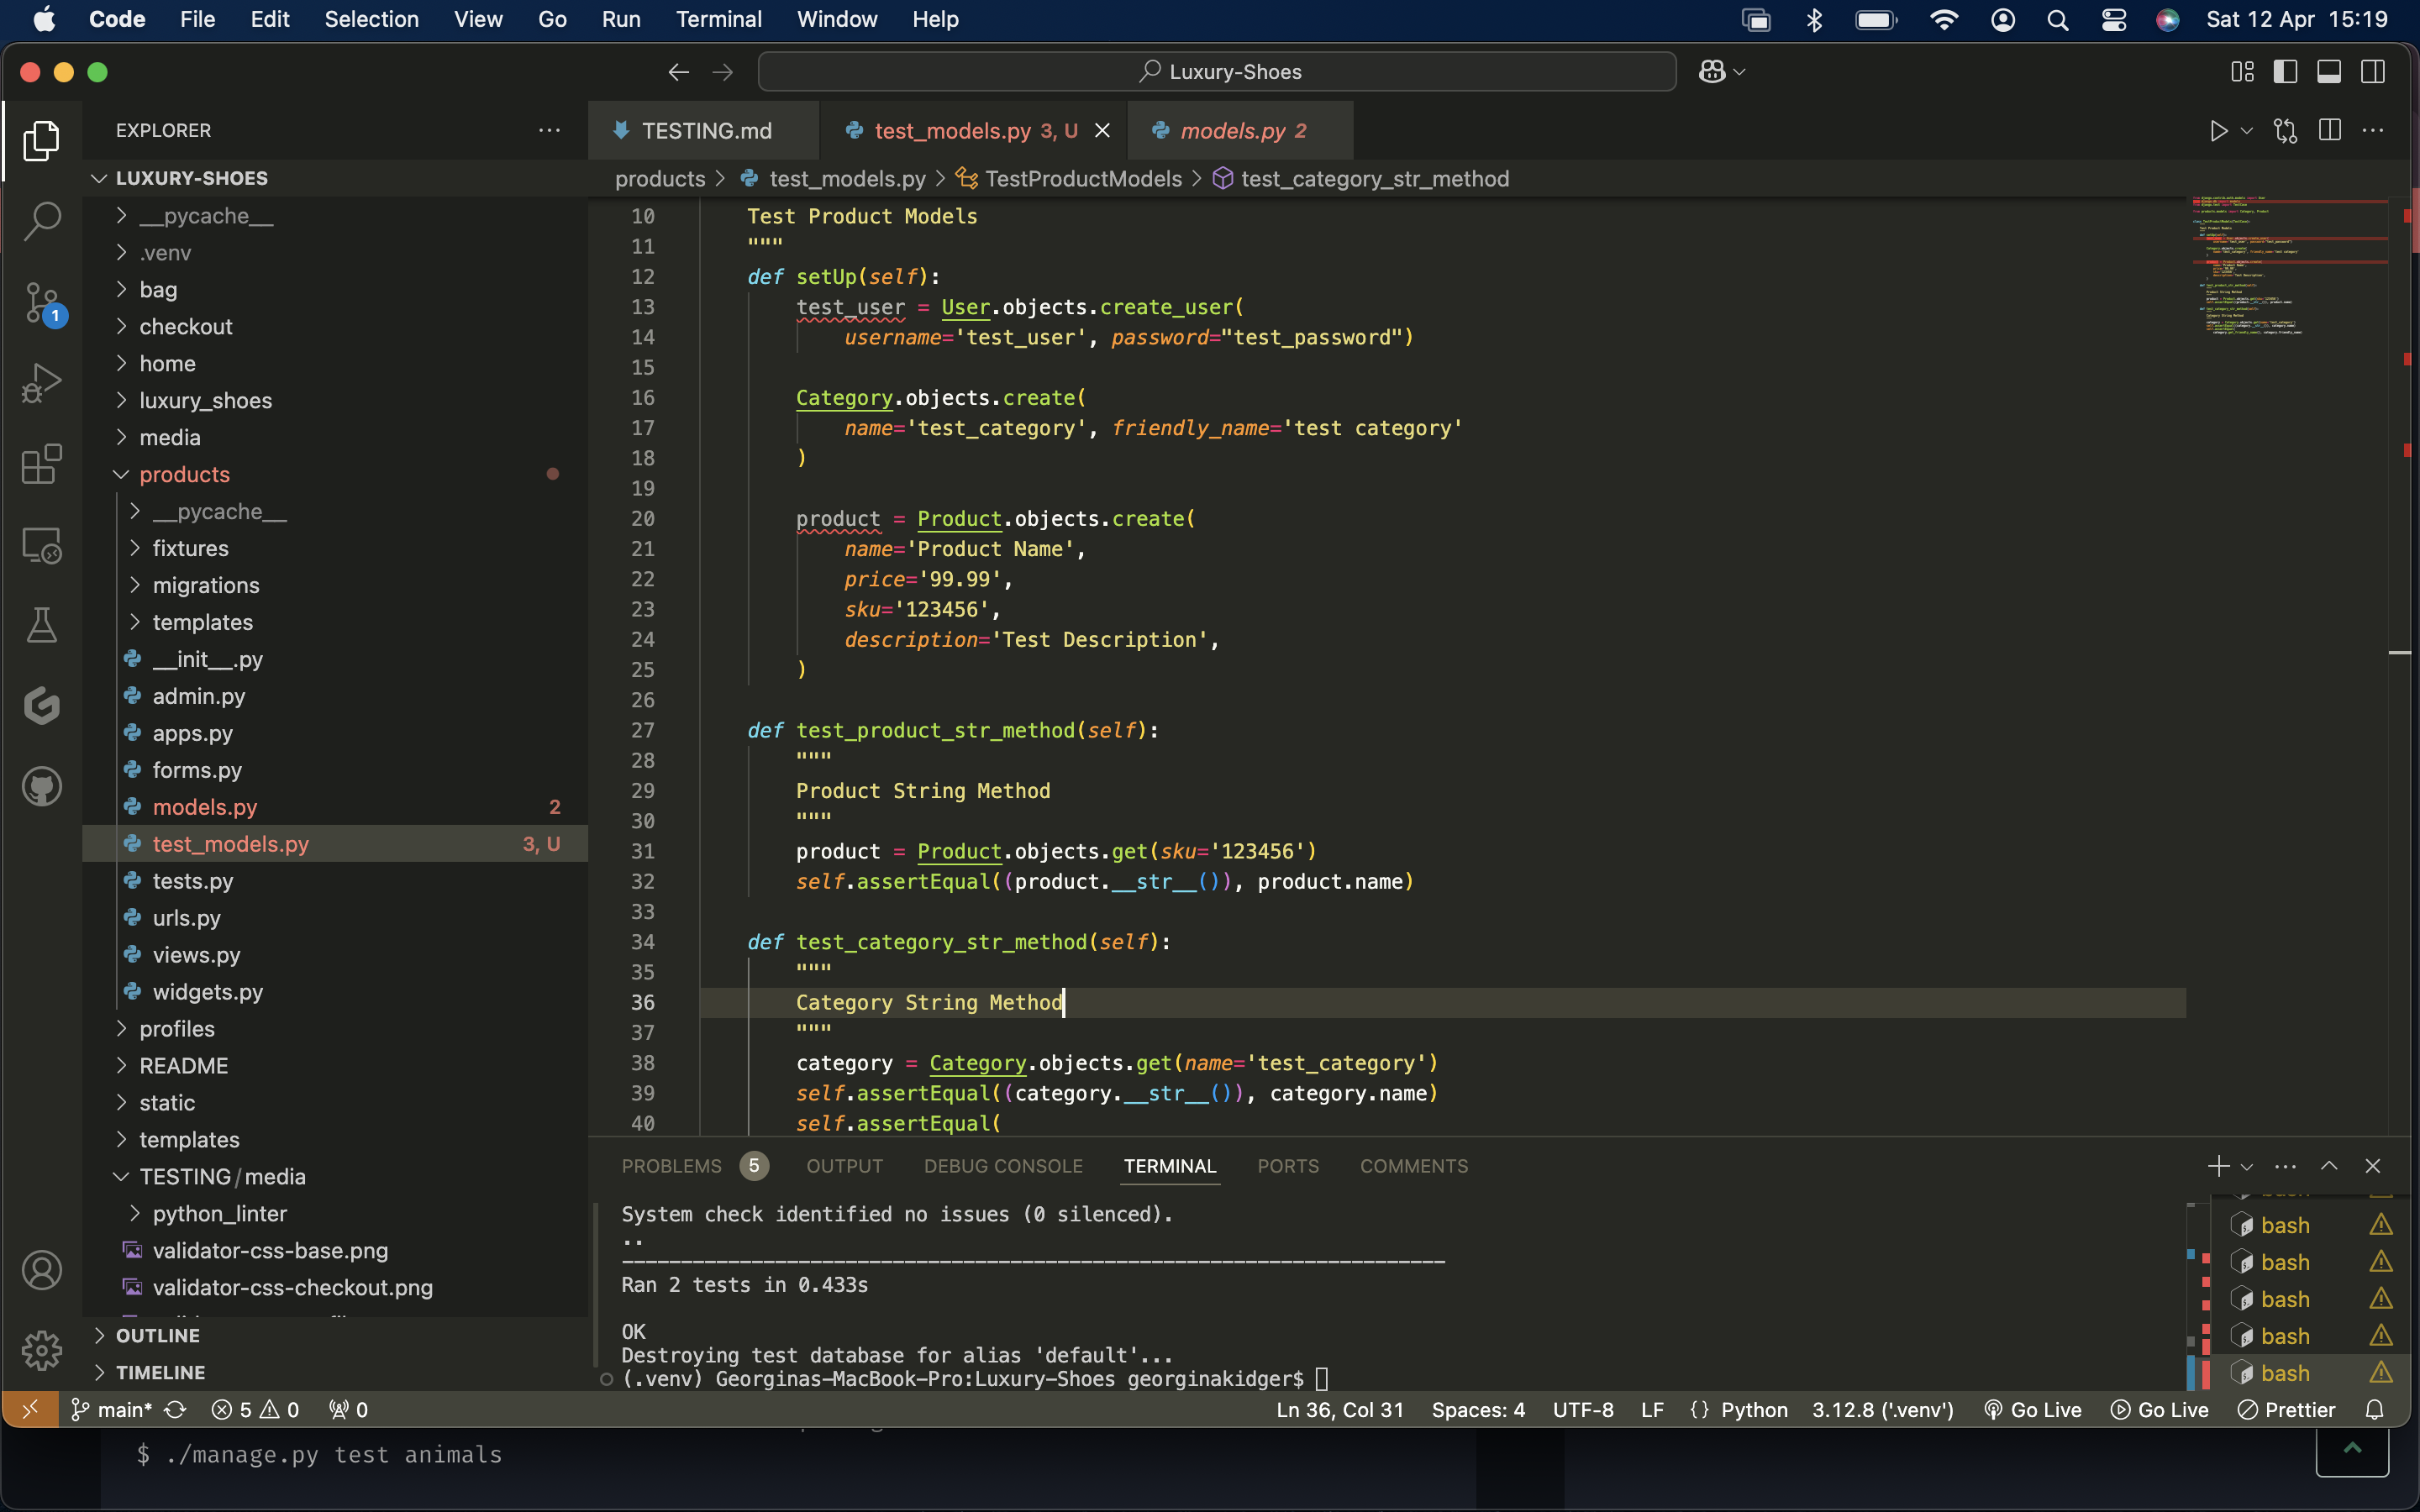 Code File Edit Selection View Go Run Terminal Window Help Sat 12 Apr 15:19
Luxury-Shoes
EXPLORER
LUXURY-SHOES
__pycache__
.venv
bag
checkout
home
luxury_shoes
media
products
__pycache__
fixtures
migrations
templates
__init__.py
admin.py
apps.py
forms.py
models.py 2
test_models.py 3, U
tests.py
urls.py
views.py
widgets.py
profiles
README
static
templates
TESTING/media
python_linter
validator-css-base.png
validator-css-checkout.png
OUTLINE
TIMELINE
1
TESTING.md test_models.py 3, U models.py 2
products > test_models.py > TestProductModels > test_category_str_method
10 Test Product Models
11 """
12 def setUp(self):
13 test_user = User.objects.create_user(
14 username='test_user', password="test_password")
15
16 Category.objects.create(
17 name='test_category', friendly_name='test category'
18 )
19
20 product = Product.objects.create(
21 name='Product Name',
22 price='99.99',
23 sku='123456',
24 description='Test Description',
25 )
26
27 def test_product_str_method(self):
28 """
29 Product String Method
30 """
31 product = Product.objects.get(sku='123456')
32 self.assertEqual((product.__str__()), product.name)
33
34 def test_category_str_method(self):
35 """
36 Category String Method
37 """
38 category = Category.objects.get(name='test_category')
39 self.assertEqual((category.__str__()), category.name)
40 self.assertEqual(
PROBLEMS 5 OUTPUT DEBUG CONSOLE TERMINAL PORTS COMMENTS
System check identified no issues (0 silenced).
..
----------------------------------------------------------------------
Ran 2 tests in 0.433s
OK
Destroying test database for alias 'default'...
(.venv) Georginas-MacBook-Pro:Luxury-Shoes georginakidger$
bash
bash
bash
bash
bash
main* 5 0 0 Ln 36, Col 31 Spaces: 4 UTF-8 LF {} Python 3.12.8 ('.venv') Go Live Go Live Prettier
$ ./manage.py test animals